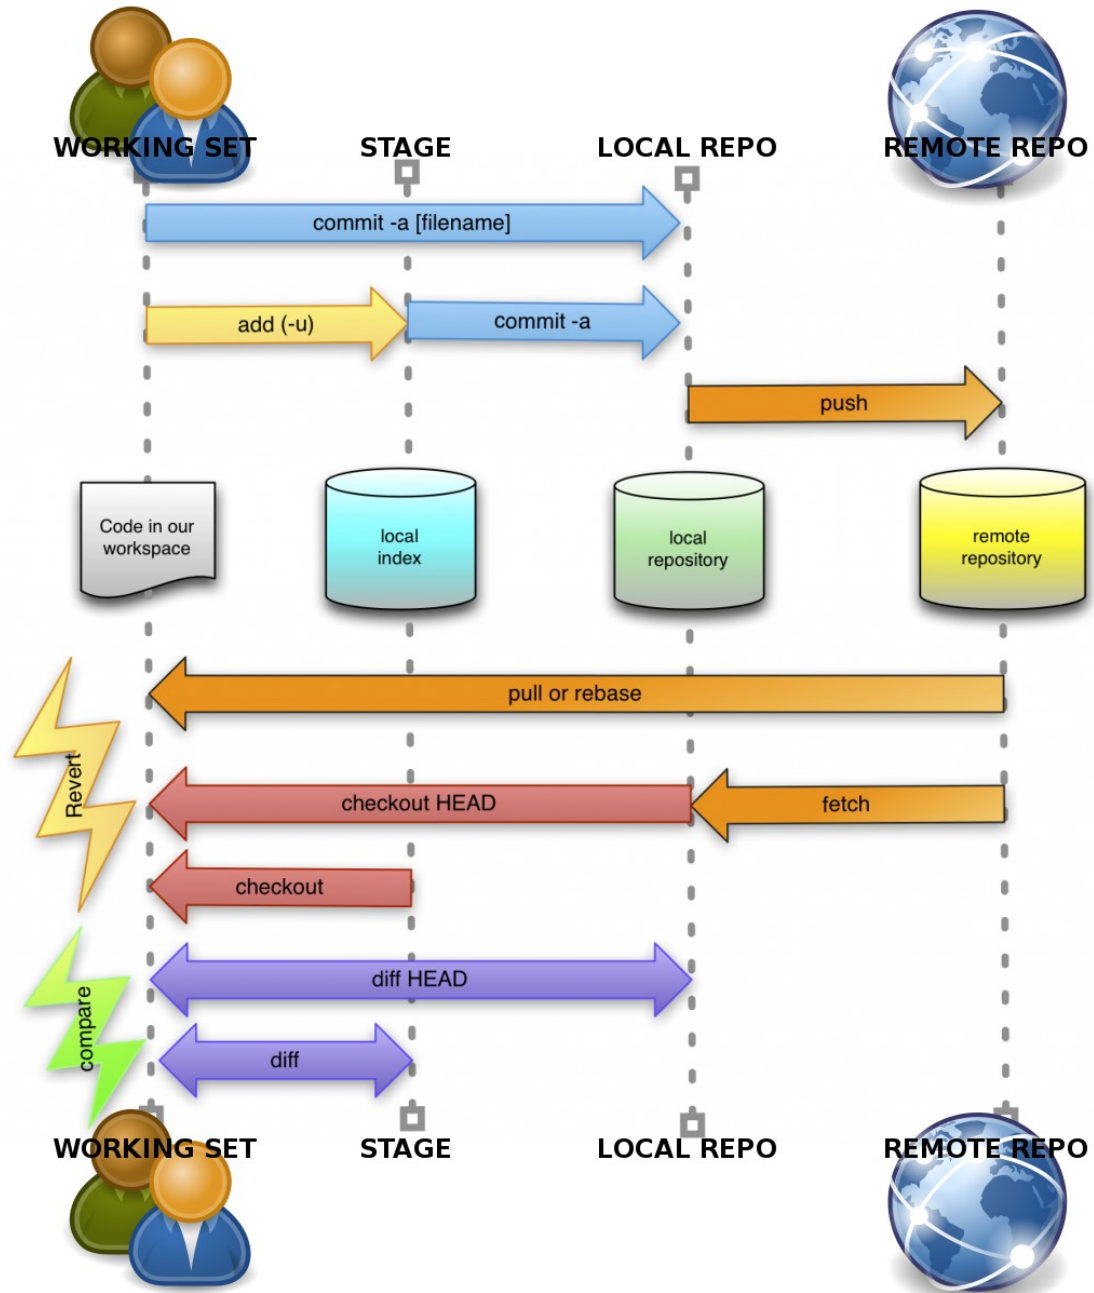 WORKING SET
STAGE
LOCAL REPO
REMOTE REPO
commit -a [filename]
add (-u)
commit -a
push
Code in our
workspace
local
index
local
repository
remote
repository
pull or rebase
Revert
checkout HEAD
fetch
checkout
diff HEAD
compare
diff
WORKING SET
STAGE
LOCAL REPO
REMOTE REPO